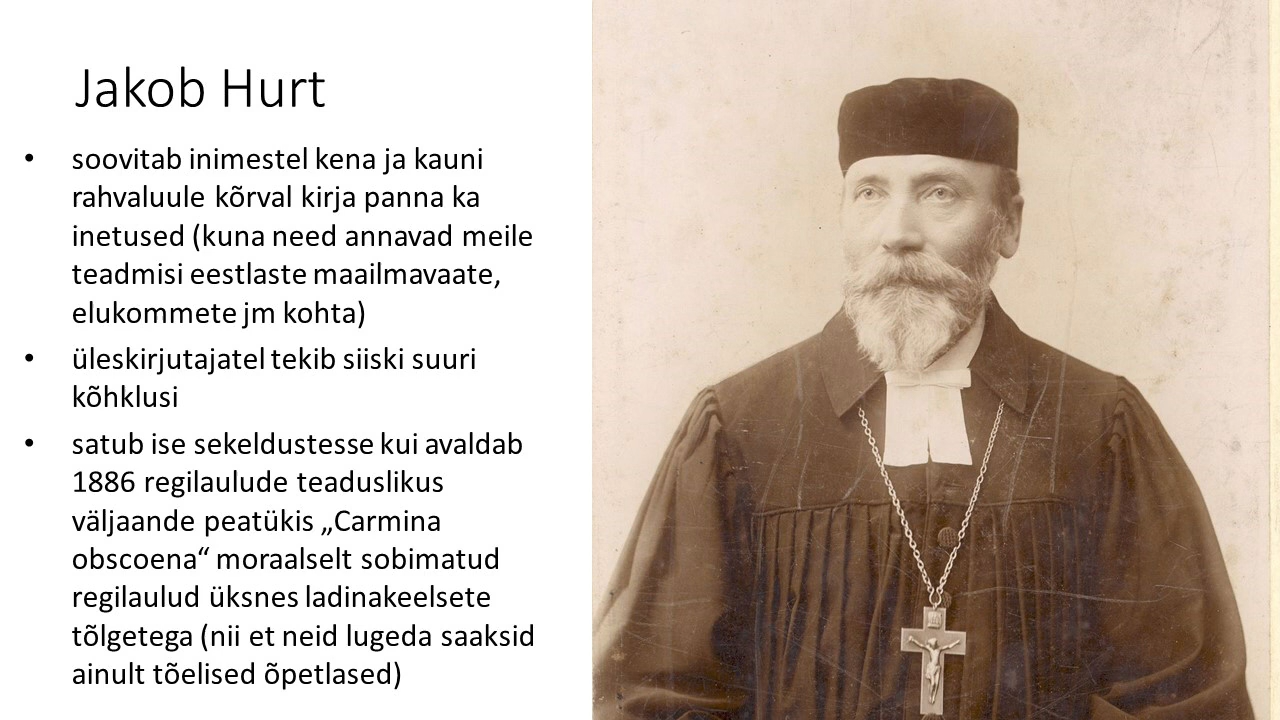 Jakob Hurt
• soovitab inimestel kena ja kauni
rahvaluule kõrval kirja panna ka
inetused (kuna need annavad meile
teadmisi eestlaste maailmavaate,
elukommete jm kohta)
• üleskirjutajatel tekib siiski suuri
kõhklusi
• satub ise sekeldustesse kui avaldab
1886 regilaulude teaduslikus
väljaande peatükis „Carmina
obscoena“ moraalselt sobimatud
regilaulud üksnes ladinakeelsete
tõlgetega (nii et neid lugeda saaksid
ainult tõelised õpetlased)